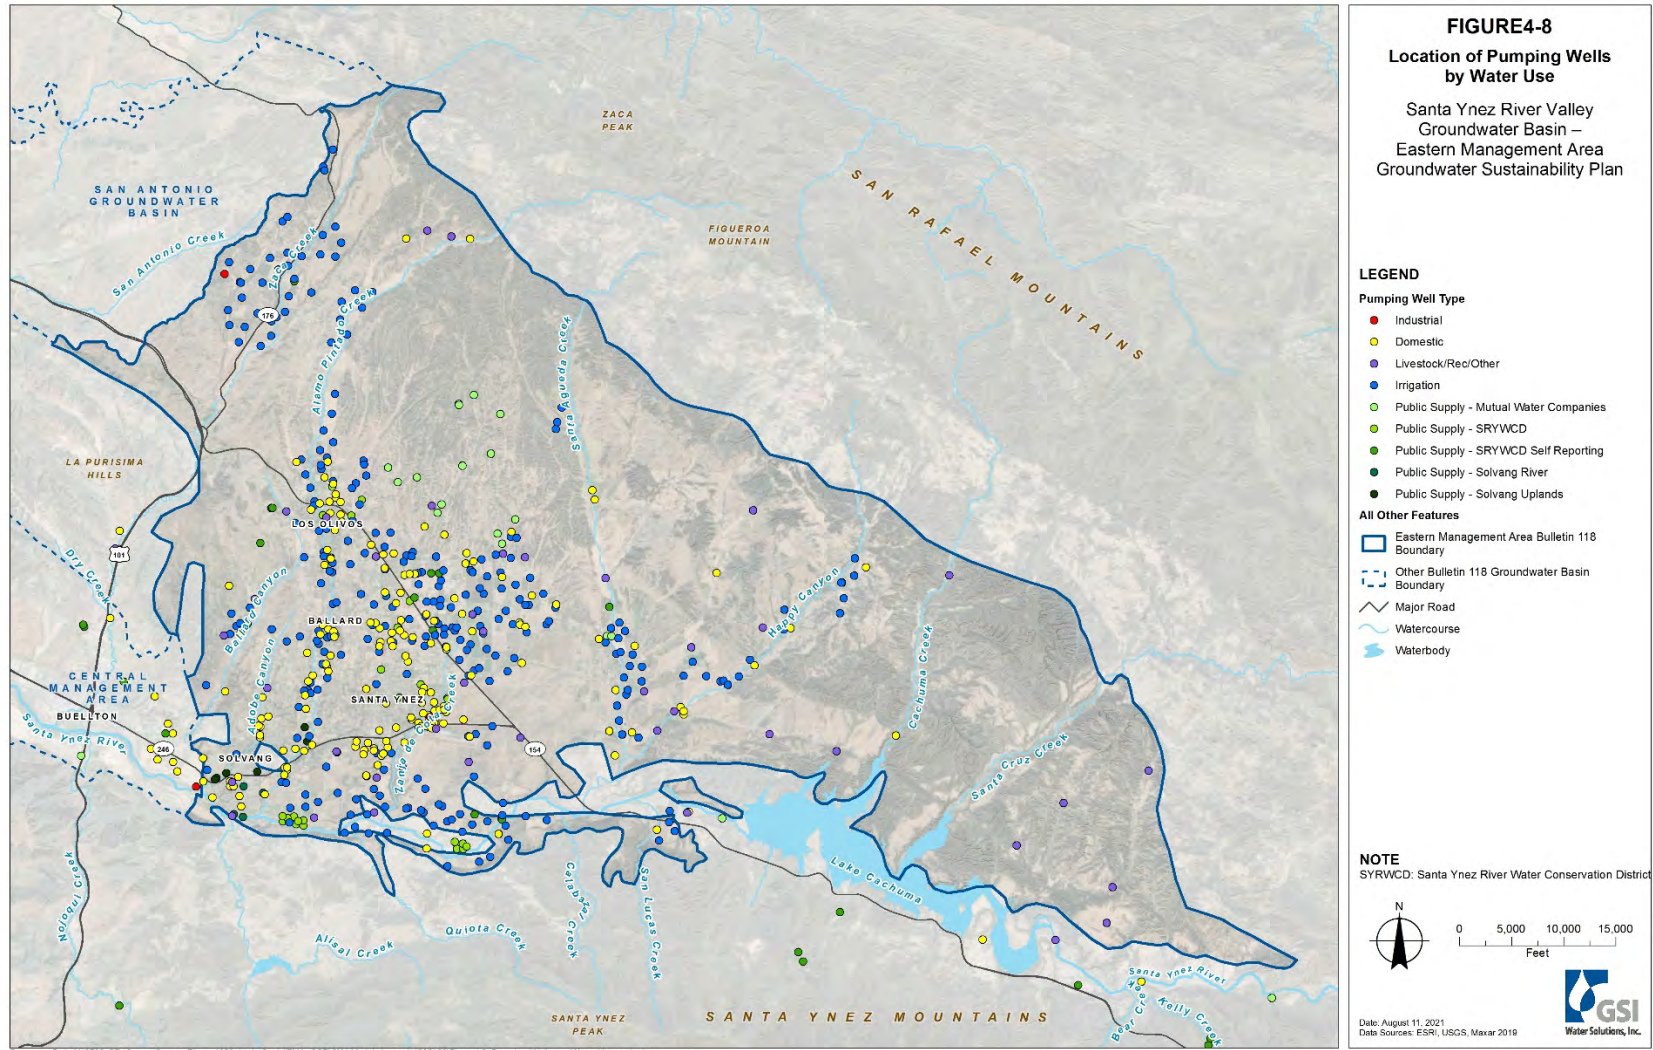 FIGURE4-8
Location of Pumping Wells
by Water Use
Santa Ynez River Valley
Groundwater Basin –
Eastern Management Area
Groundwater Sustainability Plan
LEGEND
Pumping Well Type
Industrial
Domestic
Livestock/Rec/Other
Irrigation
Public Supply - Mutual Water Companies
Public Supply - SRYWCD
Public Supply - SRYWCD Self Reporting
Public Supply - Solvang River
Public Supply - Solvang Uplands
All Other Features
Eastern Management Area Bulletin 118
Boundary
Other Bulletin 118 Groundwater Basin
Boundary
Major Road
Watercourse
Waterbody
NOTE
SYRWCD: Santa Ynez River Water Conservation District
N
0 5,000 10,000 15,000
Feet
Date: August 11, 2021
Data Sources: ESRI, USGS, Maxar 2019
GSI
Water Solutions, Inc.
ZACA
PEAK
SAN ANTONIO
GROUNDWATER
BASIN
San Antonio Creek
Zaca Creek
176
FIGUEROA
MOUNTAIN
SAN RAFAEL MOUNTAINS
Alamo Pintado Creek
Santa Agueda Creek
LA PURISIMA
HILLS
101
Dry Creek
LOS OLIVOS
Ballard Canyon
BALLARD
Happy Canyon
Adobe Canyon
Cachuma Creek
CENTRAL
MANAGEMENT
AREA
BUELLTON
Santa Ynez River
246
SANTA YNEZ
Zanja de Cota Creek
154
SOLVANG
Santa Cruz Creek
Lake Cachuma
Nojoqui Creek
Alisal Creek
Quiota Creek
Calabazal Creek
San Lucas Creek
Santa Ynez River
Bear Creek
Kelly Creek
SANTA YNEZ
PEAK
SANTA YNEZ MOUNTAINS